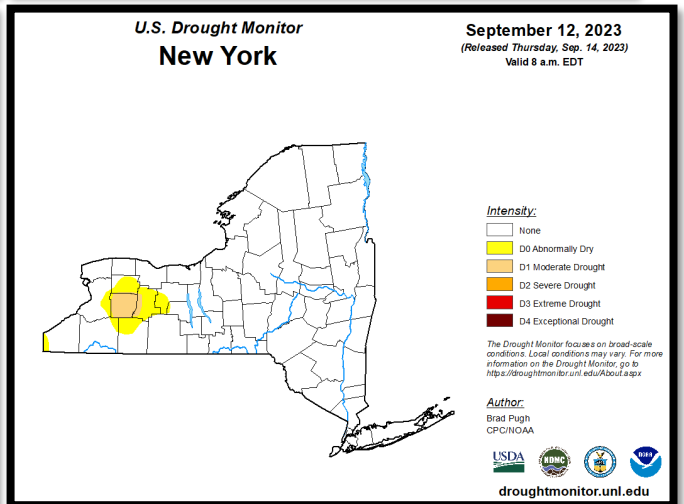 U.S. Drought Monitor
New York
September 12, 2023
(Released Thursday, Sep. 14, 2023)
Valid 8 a.m. EDT
Intensity:
None
D0 Abnormally Dry
D1 Moderate Drought
D2 Severe Drought
D3 Extreme Drought
D4 Exceptional Drought
The Drought Monitor focuses on broad-scale
conditions. Local conditions may vary. For more
information on the Drought Monitor, go to
https://droughtmonitor.unl.edu/About.aspx
Author:
Brad Pugh
CPC/NOAA
USDA
NDMC
NOAA
droughtmonitor.unl.edu